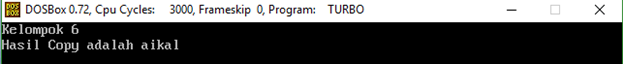 DOSBox 0.72, Cpu Cycles: 3000, Frameskip 0, Program: TURBO
Kelompok 6
Hasil Copy adalah aikal